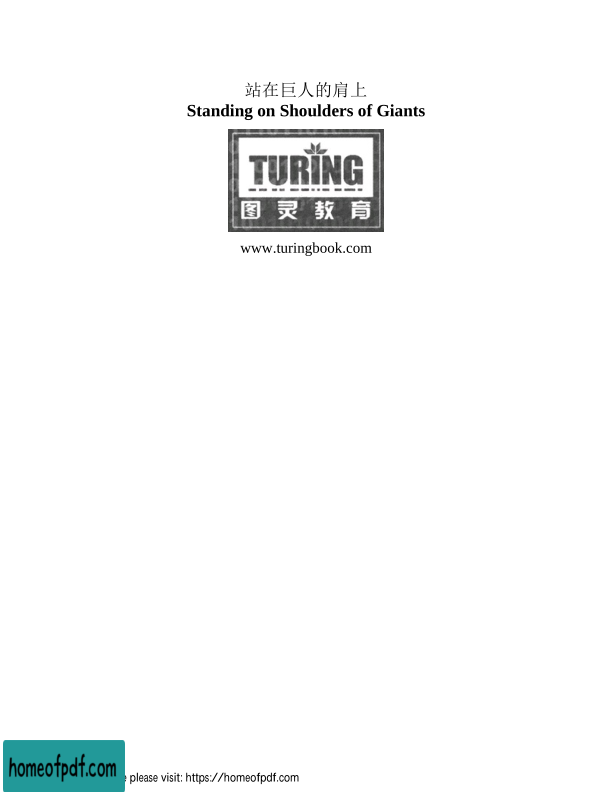 站在巨人的肩上
Standing on Shoulders of Giants
TURING
图灵教育
www.turingbook.com
homeofpdf.com
please visit: https://homeofpdf.com